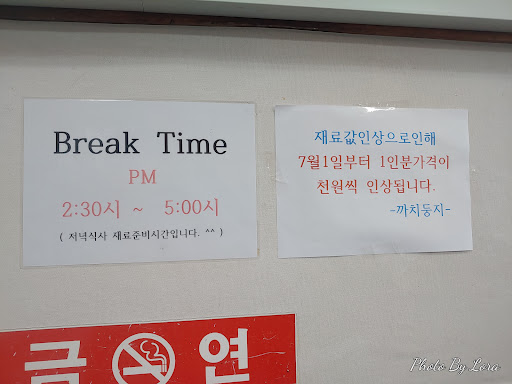 Break Time
PM
2:30시 ~ 5:00시
( 저녁식사 재료준비시간입니다. ^^ )
재료값인상으로인해
7월1일부터 1인분가격이
천원씩 인상됩니다.
-까치둥지-
금 연
Photo By Lora